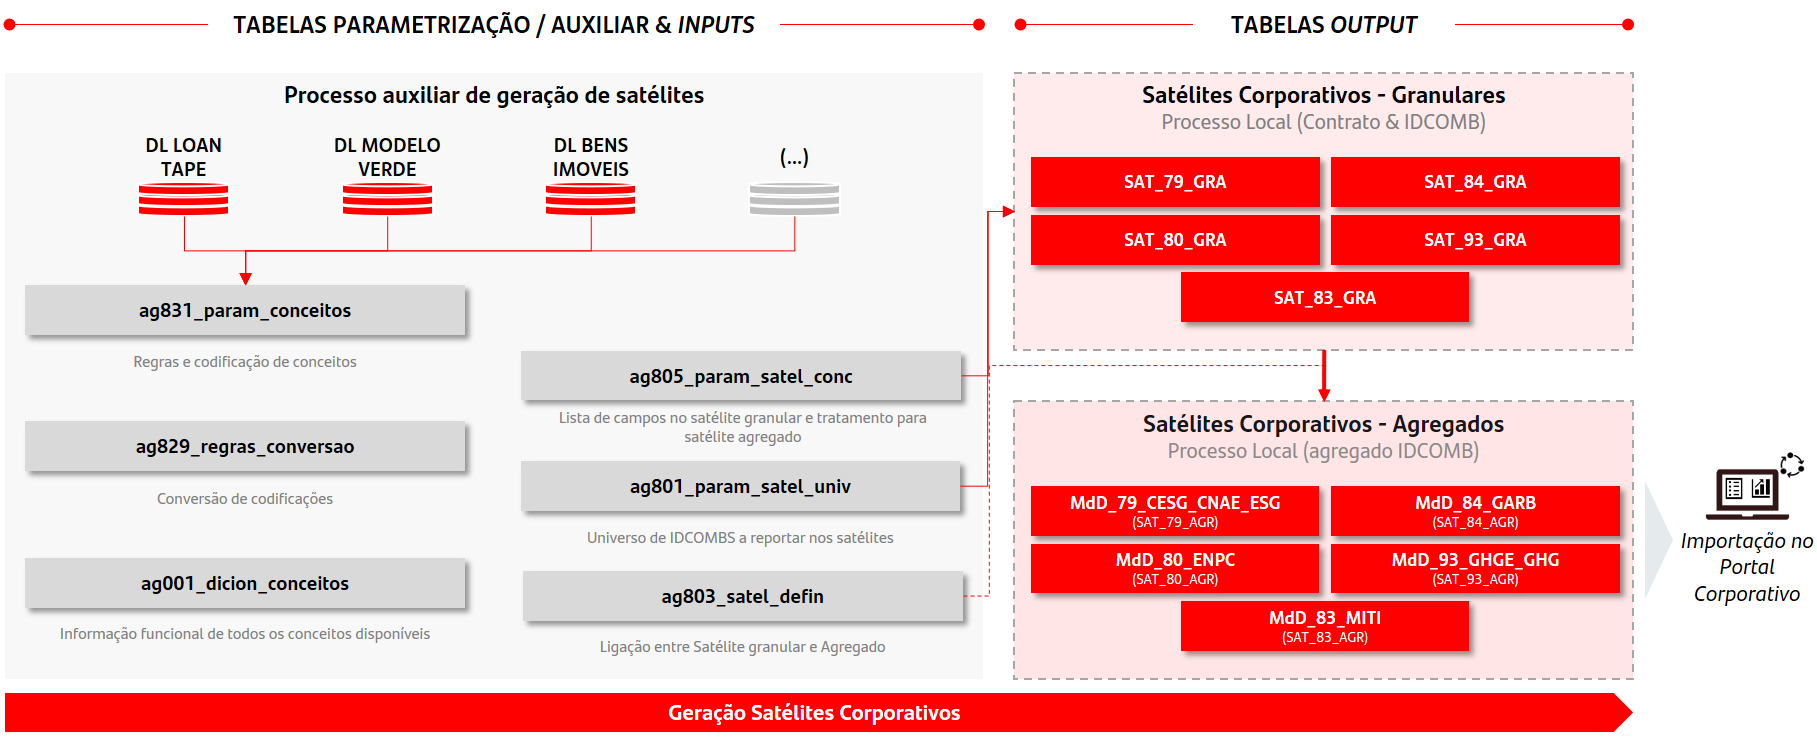 TABELAS PARAMETRIZAÇÃO / AUXILIAR & INPUTS
TABELAS OUTPUT
Processo auxiliar de geração de satélites
DL LOAN
TAPE
DL MODELO
VERDE
DL BENS
IMOVEIS
(...)
ag831_param_conceitos
Regras e codificação de conceitos
ag829_regras_conversao
Conversão de codificações
ag001_dicion_conceitos
Informação funcional de todos os conceitos disponíveis
ag805_param_satel_conc
Lista de campos no satélite granular e tratamento para
satélite agregado
ag801_param_satel_univ
Universo de IDCOMBS a reportar nos satélites
ag803_satel_defin
Ligação entre Satélite granular e Agregado
Satélites Corporativos - Granulares
Processo Local (Contrato & IDCOMB)
SAT_79_GRA
SAT_84_GRA
SAT_80_GRA
SAT_93_GRA
SAT_83_GRA
Satélites Corporativos - Agregados
Processo Local (agregado IDCOMB)
MdD_79_CESG_CNAE_ESG
(SAT_79_AGR)
MdD_84_GARB
(SAT_84_AGR)
MdD_80_ENPC
(SAT_80_AGR)
MdD_93_GHGE_GHG
(SAT_93_AGR)
MdD_83_MITI
(SAT_83_AGR)
Importação no
Portal
Corporativo
Geração Satélites Corporativos